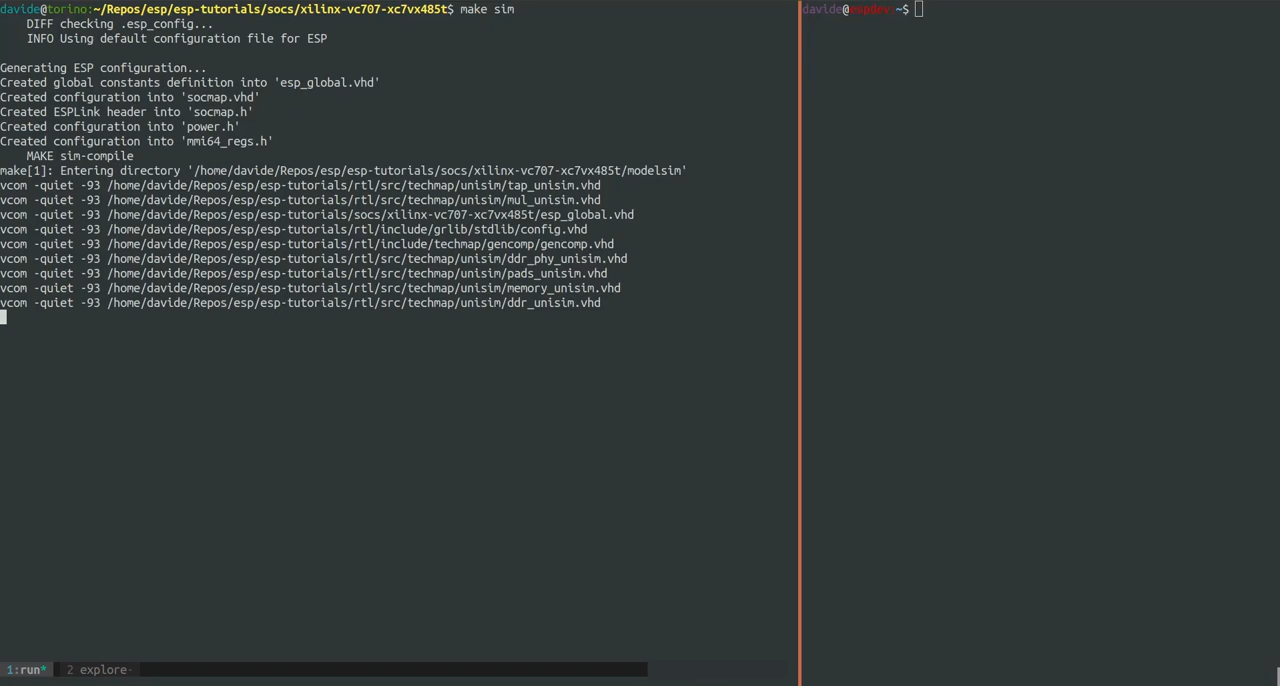 davide@torino:~/Repos/esp/esp-tutorials/socs/xilinx-vc707-xc7vx485t$ make sim
DIFF checking .esp_config...
INFO Using default configuration file for ESP
Generating ESP configuration...
Created global constants definition into 'esp_global.vhd'
Created configuration into 'socmap.vhd'
Created ESPLink header into 'socmap.h'
Created configuration into 'power.h'
Created configuration into 'mmi64_regs.h'
MAKE sim-compile
make[1]: Entering directory '/home/davide/Repos/esp/esp-tutorials/socs/xilinx-vc707-xc7vx485t/modelsim'
vcom -quiet -93 /home/davide/Repos/esp/esp-tutorials/rtl/src/techmap/unisim/tap_unisim.vhd
vcom -quiet -93 /home/davide/Repos/esp/esp-tutorials/rtl/src/techmap/unisim/mul_unisim.vhd
vcom -quiet -93 /home/davide/Repos/esp/esp-tutorials/socs/xilinx-vc707-xc7vx485t/esp_global.vhd
vcom -quiet -93 /home/davide/Repos/esp/esp-tutorials/rtl/include/grlib/stdlib/config.vhd
vcom -quiet -93 /home/davide/Repos/esp/esp-tutorials/rtl/include/techmap/gencomp/gencomp.vhd
vcom -quiet -93 /home/davide/Repos/esp/esp-tutorials/rtl/src/techmap/unisim/ddr_phy_unisim.vhd
vcom -quiet -93 /home/davide/Repos/esp/esp-tutorials/rtl/src/techmap/unisim/pads_unisim.vhd
vcom -quiet -93 /home/davide/Repos/esp/esp-tutorials/rtl/src/techmap/unisim/memory_unisim.vhd
vcom -quiet -93 /home/davide/Repos/esp/esp-tutorials/rtl/src/techmap/unisim/ddr_unisim.vhd
1:run* 2 explore-
davide@espdev:~$